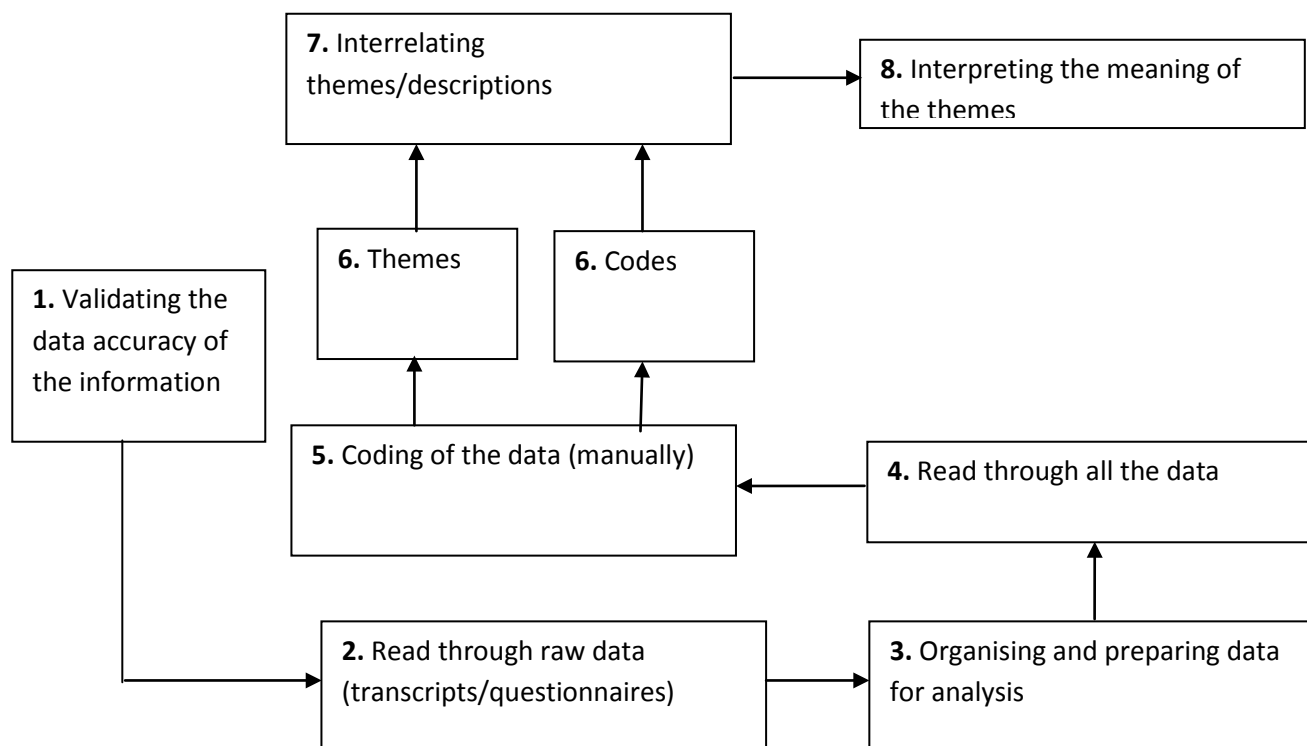 7. Interrelating
themes/descriptions
8. Interpreting the meaning of
the themes
6. Themes
6. Codes
1. Validating the
data accuracy of
the information
5. Coding of the data (manually)
4. Read through all the data
2. Read through raw data
(transcripts/questionnaires)
3. Organising and preparing data
for analysis